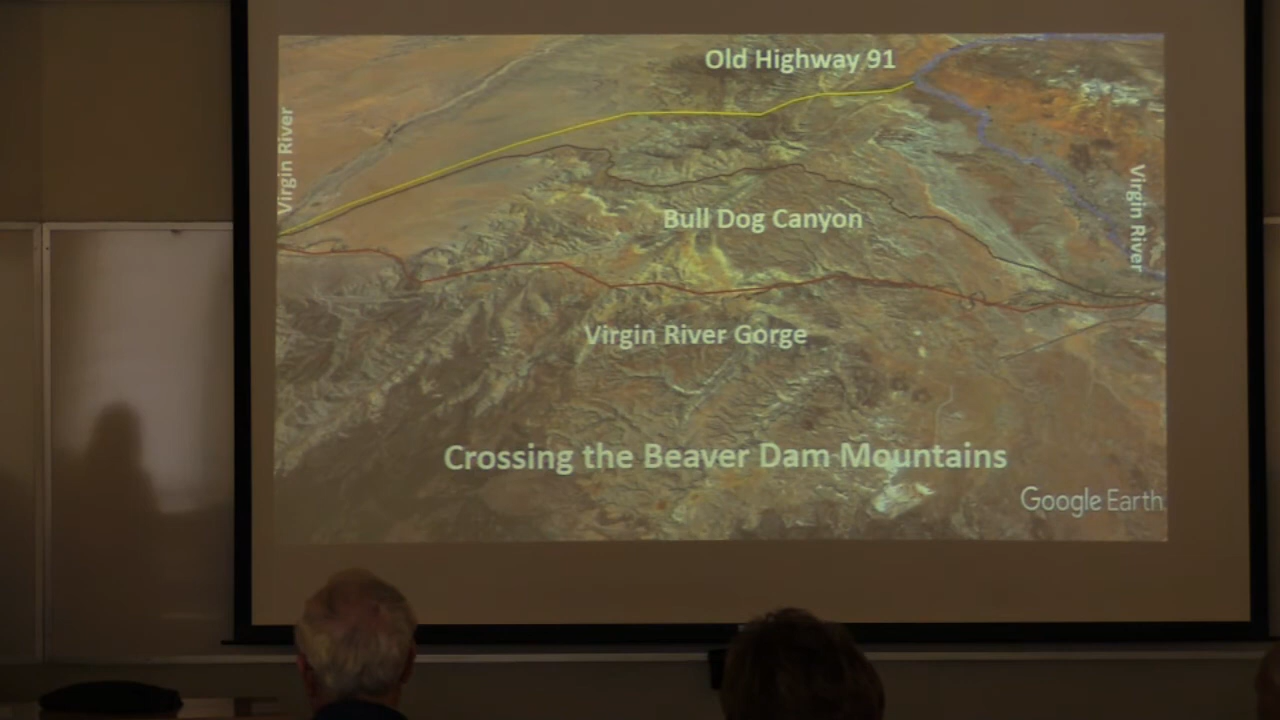 Old Highway 91
Virgin River
Virgin River
Bull Dog Canyon
Virgin River Gorge
Crossing the Beaver Dam Mountains
Google Earth